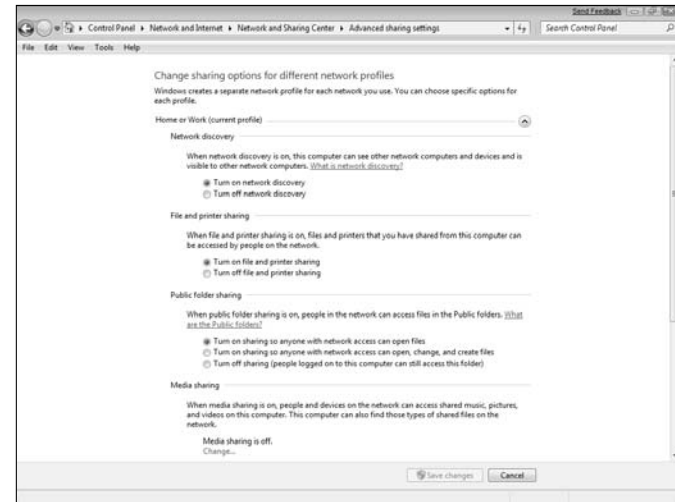 Send Feedback
Control Panel ▸ Network and Internet ▸ Network and Sharing Center ▸ Advanced sharing settings
Search Control Panel
File Edit View Tools Help
Change sharing options for different network profiles
Windows creates a separate network profile for each network you use. You can choose specific options for
each profile.
Home or Work (current profile)
Network discovery
When network discovery is on, this computer can see other network computers and devices and is
visible to other network computers. What is network discovery?
Turn on network discovery
Turn off network discovery
File and printer sharing
When file and printer sharing is on, files and printers that you have shared from this computer can
be accessed by people on the network.
Turn on file and printer sharing
Turn off file and printer sharing
Public folder sharing
When public folder sharing is on, people in the network can access files in the Public folders. What
are the Public folders?
Turn on sharing so anyone with network access can open files
Turn on sharing so anyone with network access can open, change, and create files
Turn off sharing (people logged on to this computer can still access this folder)
Media sharing
When media sharing is on, people and devices on the network can access shared music, pictures,
and videos on this computer. This computer can also find those types of shared files on the
network.
Media sharing is off.
Change...
Save changes Cancel